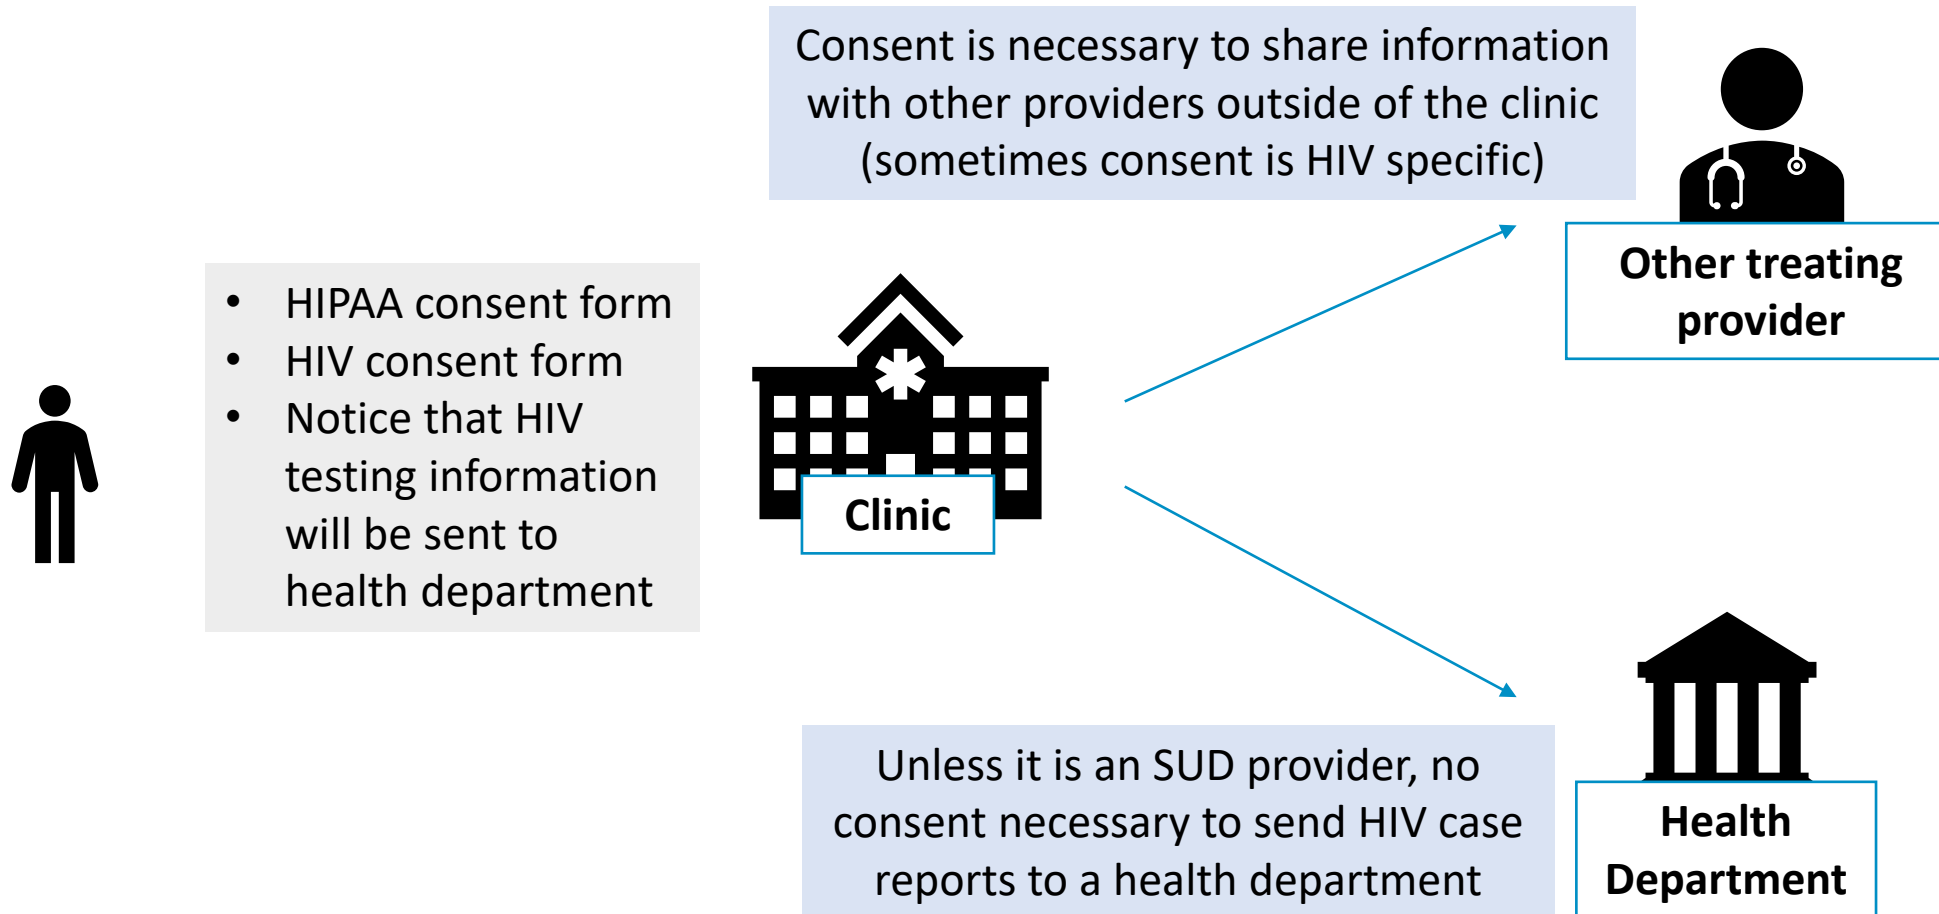 Consent is necessary to share information
with other providers outside of the clinic
(sometimes consent is HIV specific)
Other treating
provider
• HIPAA consent form
• HIV consent form
• Notice that HIV
testing information
will be sent to
health department
Clinic
Unless it is an SUD provider, no
consent necessary to send HIV case
reports to a health department
Health
Department